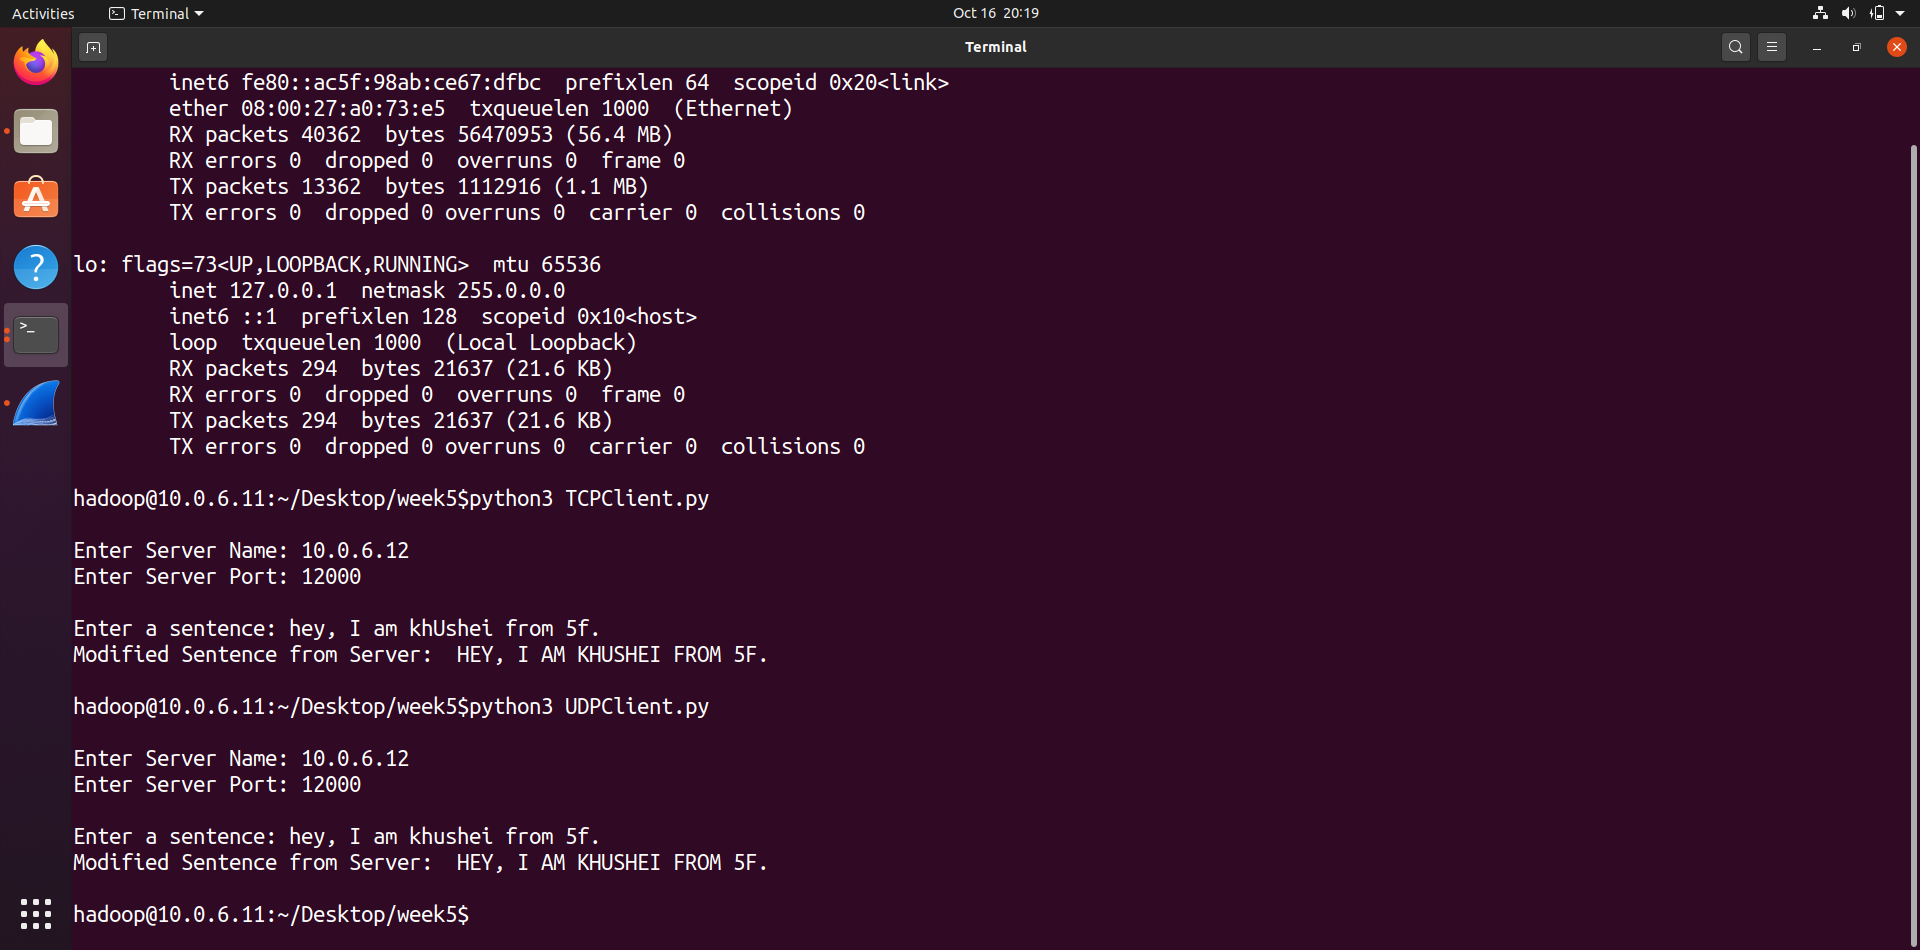 Activities
Terminal
Oct 16 20:19
Terminal
inet6 fe80::ac5f:98ab:ce67:dfbc  prefixlen 64  scopeid 0x20<link>
ether 08:00:27:a0:73:e5  txqueuelen 1000  (Ethernet)
RX packets 40362  bytes 56470953 (56.4 MB)
RX errors 0  dropped 0  overruns 0  frame 0
TX packets 13362  bytes 1112916 (1.1 MB)
TX errors 0  dropped 0 overruns 0  carrier 0  collisions 0
lo: flags=73<UP,LOOPBACK,RUNNING>  mtu 65536
inet 127.0.0.1  netmask 255.0.0.0
inet6 ::1  prefixlen 128  scopeid 0x10<host>
loop  txqueuelen 1000  (Local Loopback)
RX packets 294  bytes 21637 (21.6 KB)
RX errors 0  dropped 0  overruns 0  frame 0
TX packets 294  bytes 21637 (21.6 KB)
TX errors 0  dropped 0 overruns 0  carrier 0  collisions 0
hadoop@10.0.6.11:~/Desktop/week5$python3 TCPClient.py
Enter Server Name: 10.0.6.12
Enter Server Port: 12000
Enter a sentence: hey, I am khUshei from 5f.
Modified Sentence from Server:  HEY, I AM KHUSHEI FROM 5F.
hadoop@10.0.6.11:~/Desktop/week5$python3 UDPClient.py
Enter Server Name: 10.0.6.12
Enter Server Port: 12000
Enter a sentence: hey, I am khushei from 5f.
Modified Sentence from Server:  HEY, I AM KHUSHEI FROM 5F.
hadoop@10.0.6.11:~/Desktop/week5$